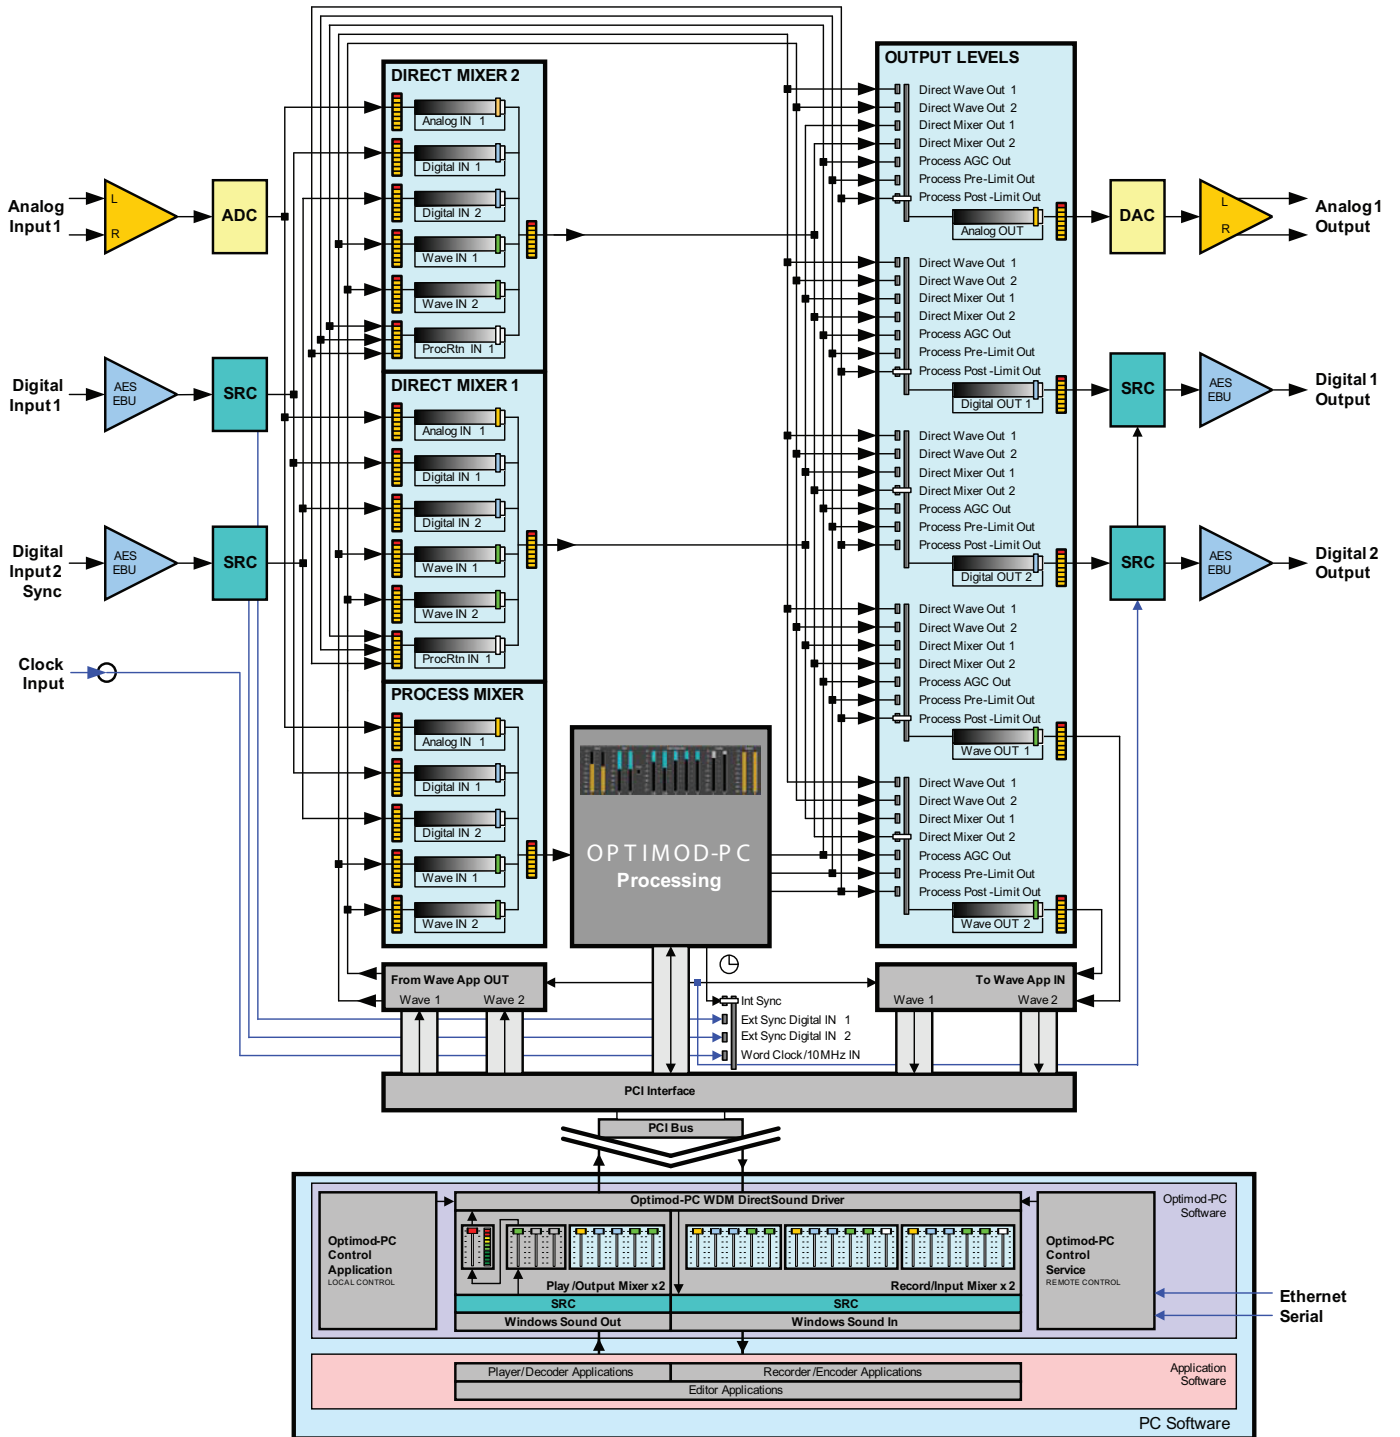 DIRECT MIXER 2
Analog IN 1
Digital IN 1
Digital IN 2
Wave IN 1
Wave IN 2
ProcRtn IN 1
DIRECT MIXER 1
Analog IN 1
Digital IN 1
Digital IN 2
Wave IN 1
Wave IN 2
ProcRtn IN 1
PROCESS MIXER
Analog IN 1
Digital IN 1
Digital IN 2
Wave IN 1
Wave IN 2
Analog
Input1
L
R
ADC
Digital
Input1
AES
EBU
SRC
Digital
Input2
Sync
AES
EBU
SRC
Clock
Input
OPTIMOD-PC
Processing
OUTPUT LEVELS
Direct Wave Out 1
Direct Wave Out 2
Direct Mixer Out 1
Direct Mixer Out 2
Process AGC Out
Process Pre-Limit Out
Process Post-Limit Out
Analog OUT
Direct Wave Out 1
Direct Wave Out 2
Direct Mixer Out 1
Direct Mixer Out 2
Process AGC Out
Process Pre-Limit Out
Process Post-Limit Out
Digital OUT 1
Direct Wave Out 1
Direct Wave Out 2
Direct Mixer Out 1
Direct Mixer Out 2
Process AGC Out
Process Pre-Limit Out
Process Post-Limit Out
Digital OUT 2
Direct Wave Out 1
Direct Wave Out 2
Direct Mixer Out 1
Direct Mixer Out 2
Process AGC Out
Process Pre-Limit Out
Process Post-Limit Out
Wave OUT 1
Direct Wave Out 1
Direct Wave Out 2
Direct Mixer Out 1
Direct Mixer Out 2
Process AGC Out
Process Pre-Limit Out
Process Post-Limit Out
Wave OUT 2
DAC
L
R
Analog1
Output
SRC
AES
EBU
Digital1
Output
SRC
AES
EBU
Digital2
Output
From Wave App OUT
Wave 1
Wave 2
Int Sync
Ext Sync Digital IN 1
Ext Sync Digital IN 2
Word Clock/10MHz IN
To Wave App IN
Wave 1
Wave 2
PCI Interface
PCI Bus
Optimod-PC
Control
Application
LOCAL CONTROL
Optimod-PC WDM DirectSound Driver
Play/Output Mixer x2
Record/Input Mixer x2
SRC
SRC
Windows Sound Out
Windows Sound In
Optimod-PC
Control
Service
REMOTE CONTROL
Optimod-PC
Software
Ethernet
Serial
Player/Decoder Applications
Recorder/Encoder Applications
Editor Applications
Application
Software
PC Software